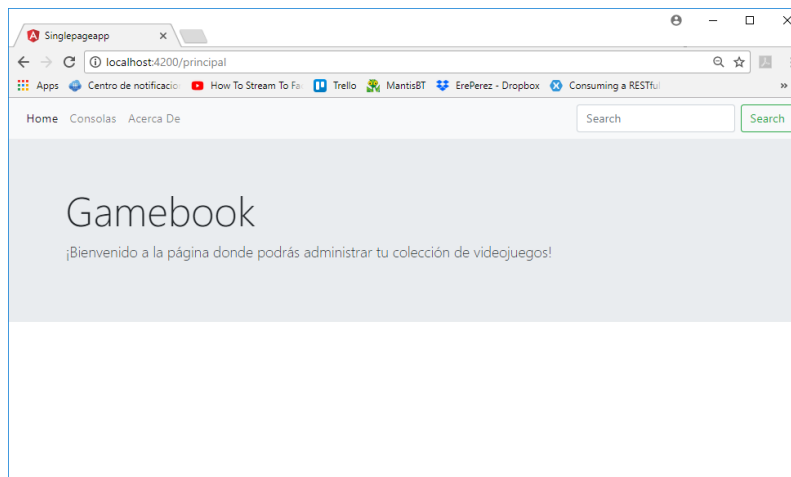 Singlepageapp
localhost:4200/principal
Apps Centro de notificacio How To Stream To Fa Trello MantisBT ErePerez - Dropbox Consuming a RESTful
Home Consolas Acerca De Search Search
Gamebook
¡Bienvenido a la página donde podrás administrar tu colección de videojuegos!